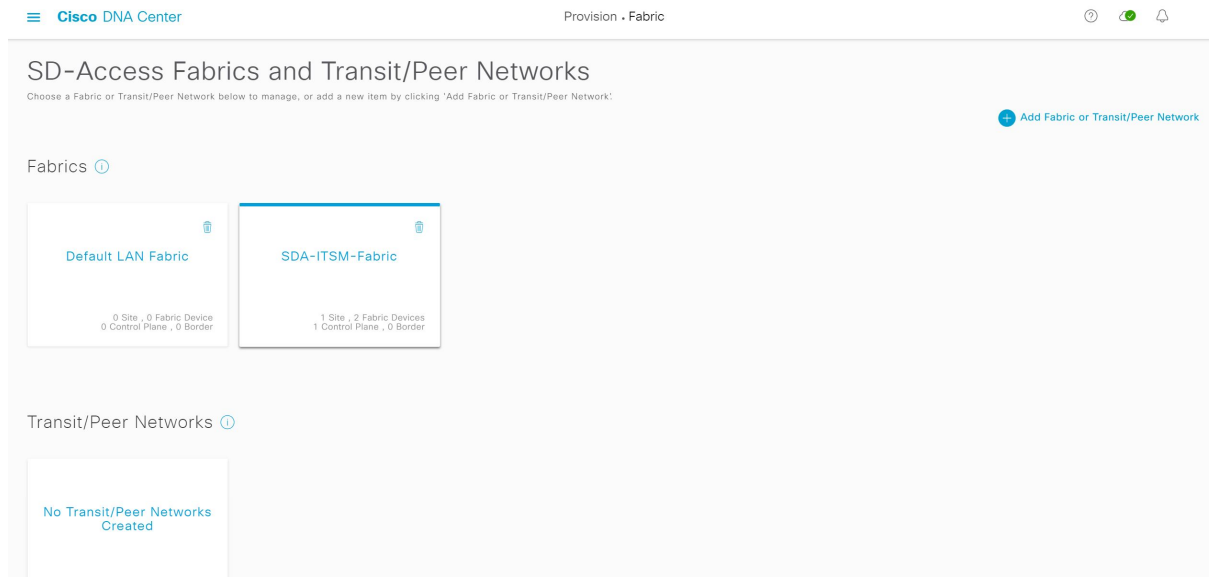 Cisco DNA Center
Provision • Fabric
SD-Access Fabrics and Transit/Peer Networks
Choose a Fabric or Transit/Peer Network below to manage, or add a new item by clicking 'Add Fabric or Transit/Peer Network'.
Add Fabric or Transit/Peer Network
Fabrics
Default LAN Fabric
0 Site , 0 Fabric Device
0 Control Plane , 0 Border
SDA-ITSM-Fabric
1 Site , 2 Fabric Devices
1 Control Plane , 0 Border
Transit/Peer Networks
No Transit/Peer Networks
Created